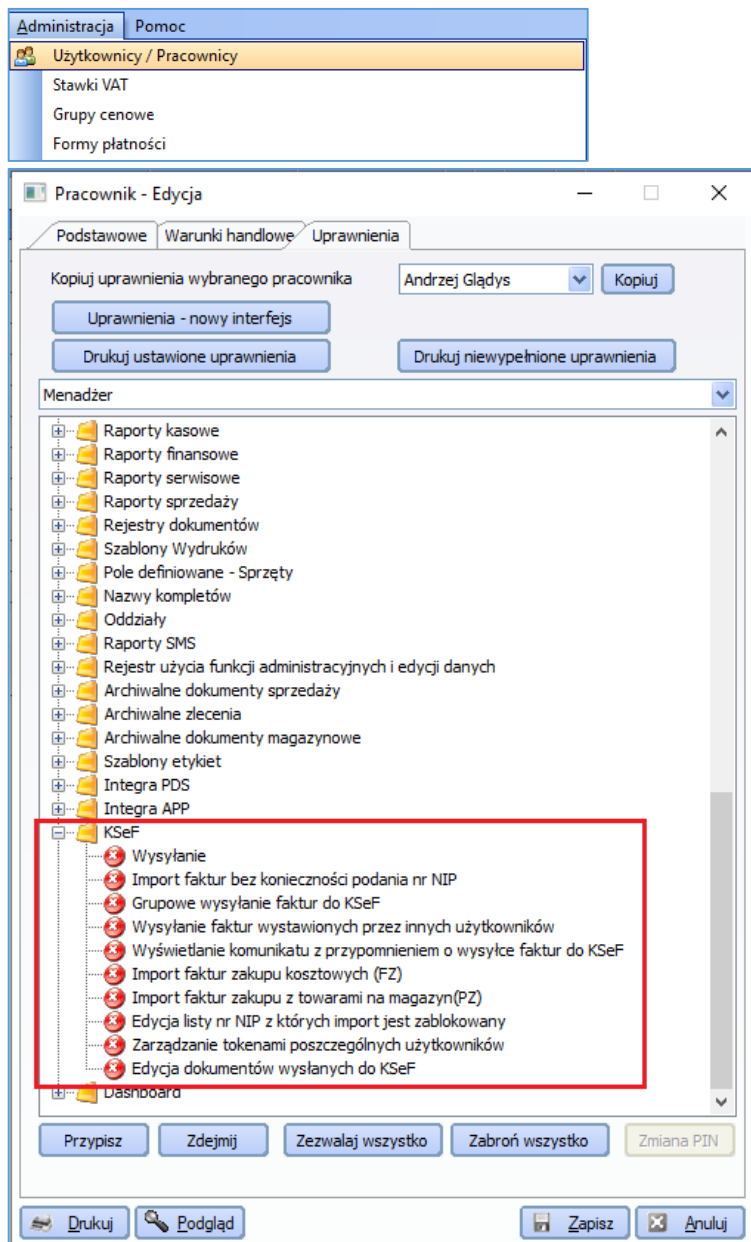 Administracja Pomoc
Użytkownicy / Pracownicy
Stawki VAT
Grupy cenowe
Formy płatności
Pracownik - Edycja
Podstawowe Warunki handlowe Uprawnienia
Kopiuj uprawnienia wybranego pracownika Andrzej Glądys Kopiuj
Uprawnienia - nowy interfejs
Drukuj ustawione uprawnienia Drukuj niewypełnione uprawnienia
Menadżer
Raporty kasowe
Raporty finansowe
Raporty serwisowe
Raporty sprzedaży
Rejestry dokumentów
Szablony Wydruków
Pole definiowane - Sprzęty
Nazwy kompletów
Oddziały
Raporty SMS
Rejestr użycia funkcji administracyjnych i edycji danych
Archiwalne dokumenty sprzedaży
Archiwalne zlecenia
Archiwalne dokumenty magazynowe
Szablony etykiet
Integra PDS
Integra APP
KSeF
Wysyłanie
Import faktur bez konieczności podania nr NIP
Grupowe wysyłanie faktur do KSeF
Wysyłanie faktur wystawionych przez innych użytkowników
Wyświetlanie komunikatu z przypomnieniem o wysyłce faktur do KSeF
Import faktur zakupu kosztowych (FZ)
Import faktur zakupu z towarami na magazyn(PZ)
Edycja listy nr NIP z których import jest zablokowany
Zarządzanie tokenami poszczególnych użytkowników
Edycja dokumentów wysłanych do KSeF
Dashboard
Przypisz Zdejmij Zezwalaj wszystko Zabroń wszystko Zmiana PIN
Drukuj Podgląd Zapisz Anuluj